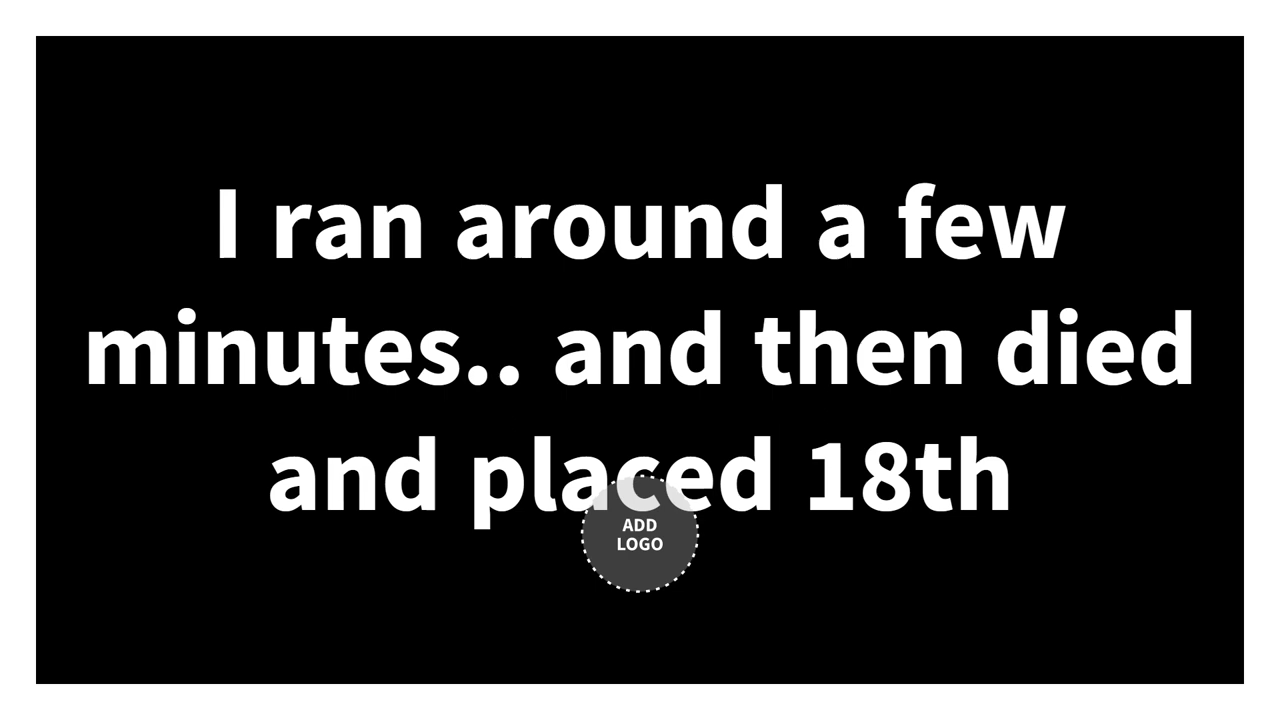 I ran around a few
minutes.. and then died
and placed 18th
ADD
LOGO